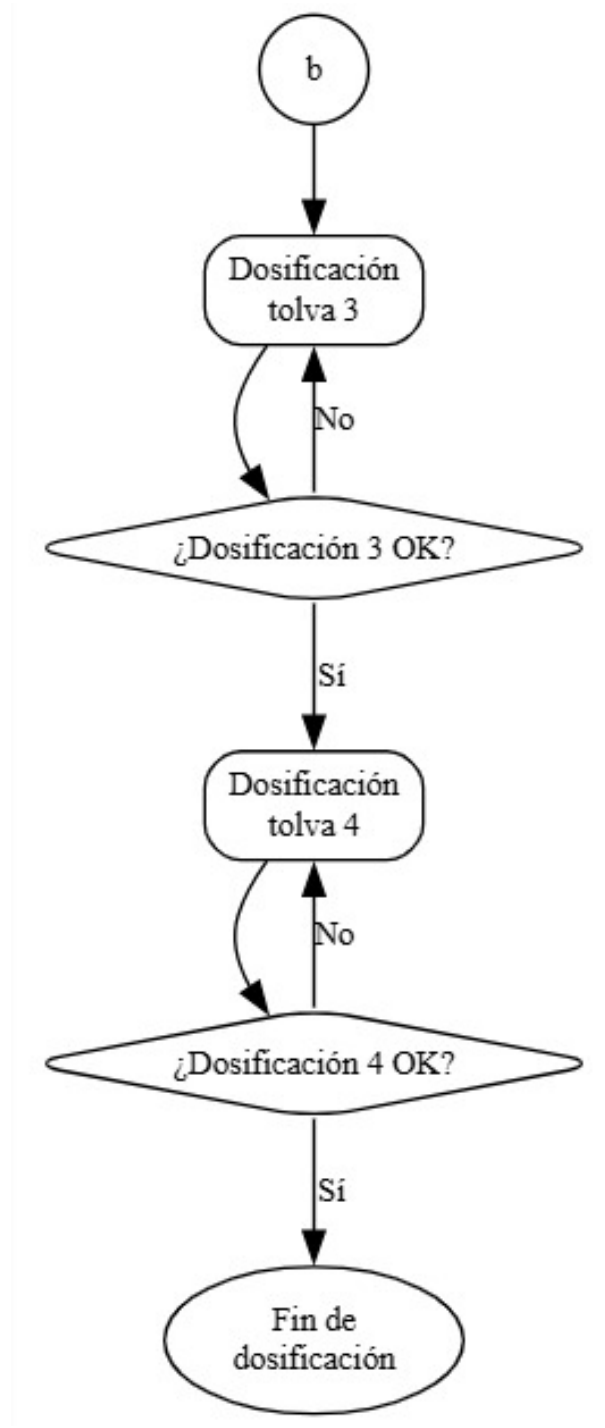 b
Dosificación
tolva 3
No
¿Dosificación 3 OK?
Sí
Dosificación
tolva 4
No
¿Dosificación 4 OK?
Sí
Fin de
dosificación